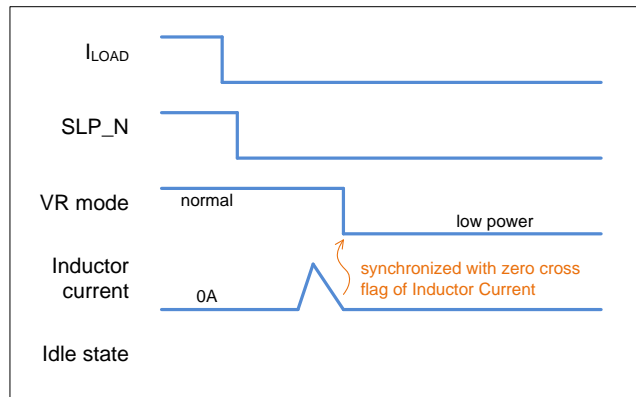 I_LOAD
SLP_N
VR mode
normal
low power
Inductor
current
0A
synchronized with zero cross
flag of Inductor Current
Idle state